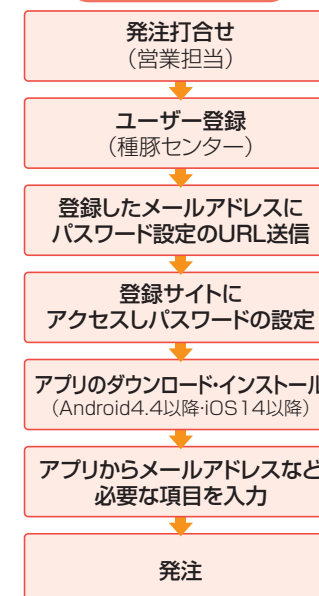 発注打合せ
（営業担当）
ユーザー登録
（種豚センター）
登録したメールアドレスに
パスワード設定のURL送信
登録サイトに
アクセスしパスワードの設定
アプリのダウンロード・インストール
（Android4.4以降・iOS14以降）
アプリからメールアドレスなど
必要な項目を入力
発注